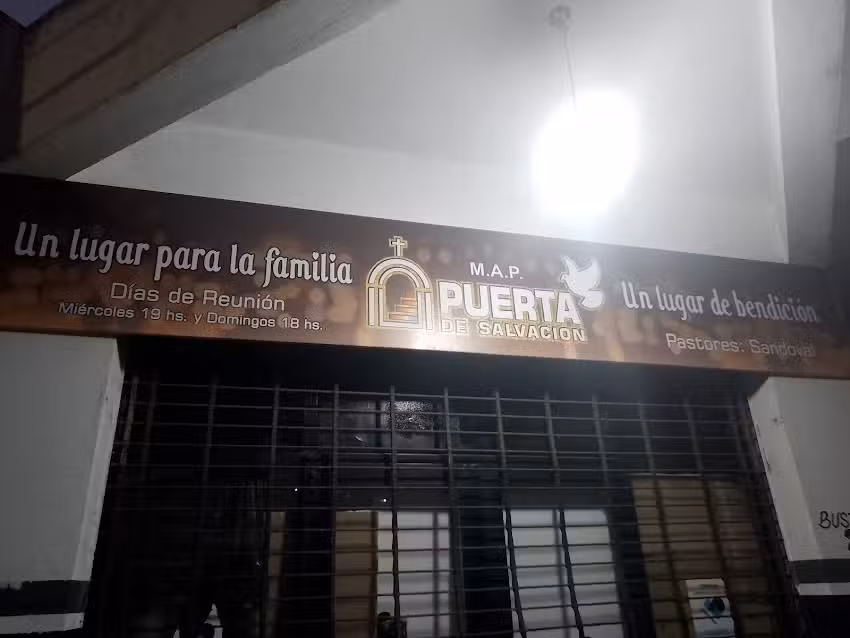 Un lugar para la familia
Días de Reunión
Miércoles 19 hs. y Domingos 18 hs.
M.A.P.
PUERTA
DE SALVACIÓN
Un lugar de bendición
Pastores: Sandoval